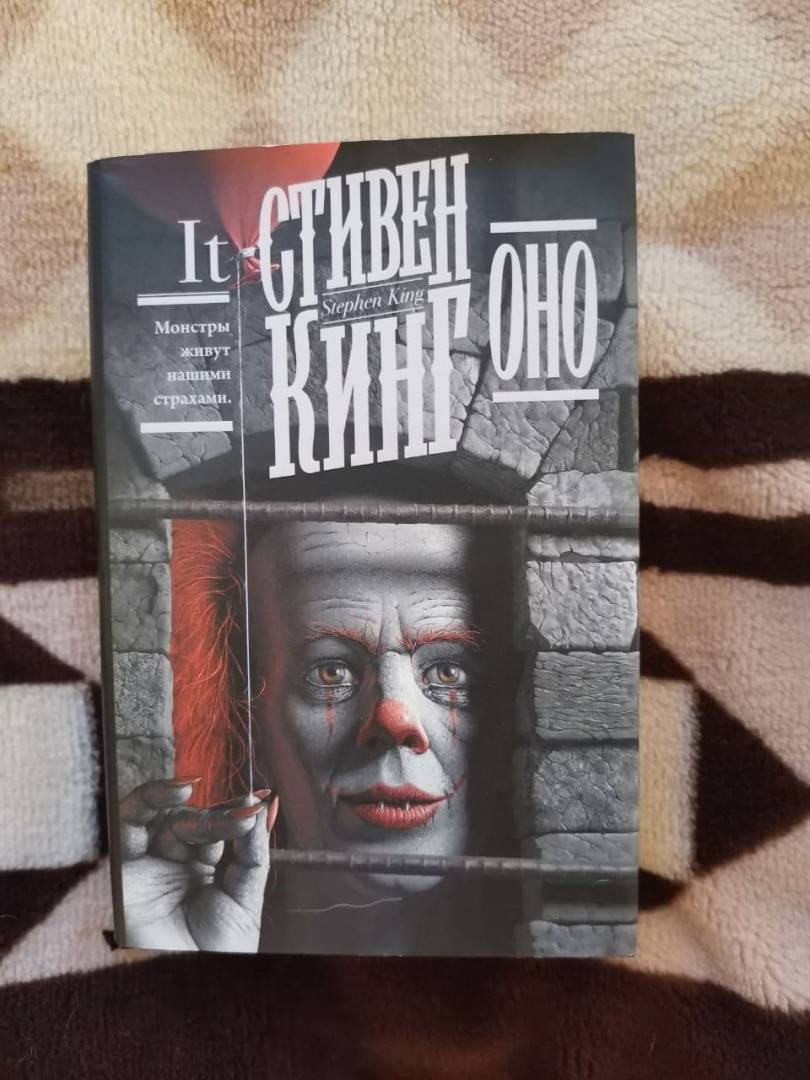 It
Монстры
живут
нашими
страхами.
СТИВЕН
Stephen King
КИНГ
ОНО